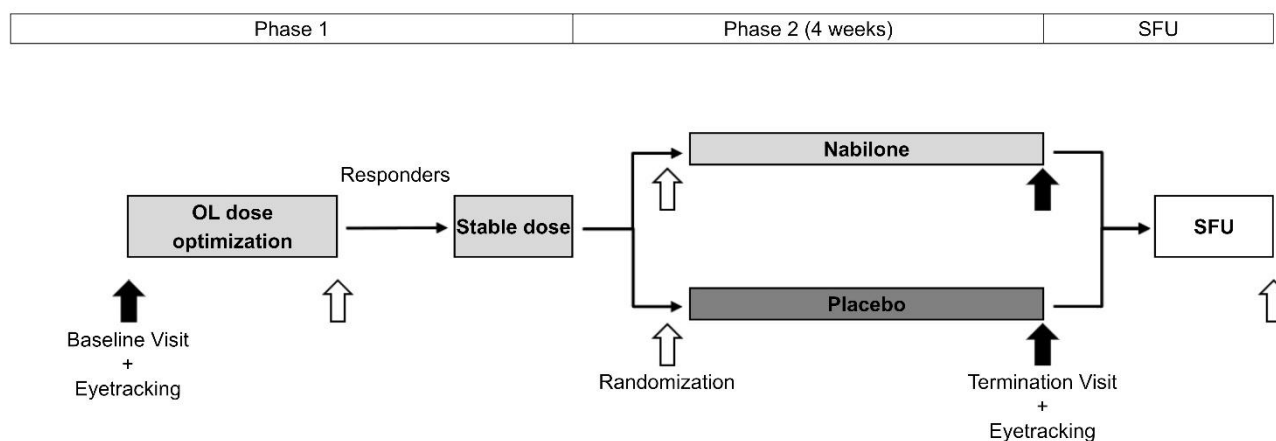 Phase 1
Phase 2 (4 weeks)
SFU
Nabilone
Responders
OL dose
optimization
Stable dose
SFU
Placebo
Baseline Visit
+
Eyetracking
Randomization
Termination Visit
+
Eyetracking